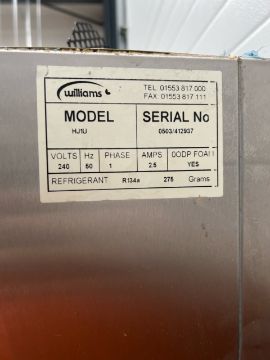 williams
TEL: 01553 817 000
FAX: 01553 817 111
MODEL
SERIAL No
HJ1U
0503/412937
VOLTS Hz PHASE AMPS 0ODP FOAM
240 50 1 2.5 YES
REFRIGERANT R134a 275 Grams